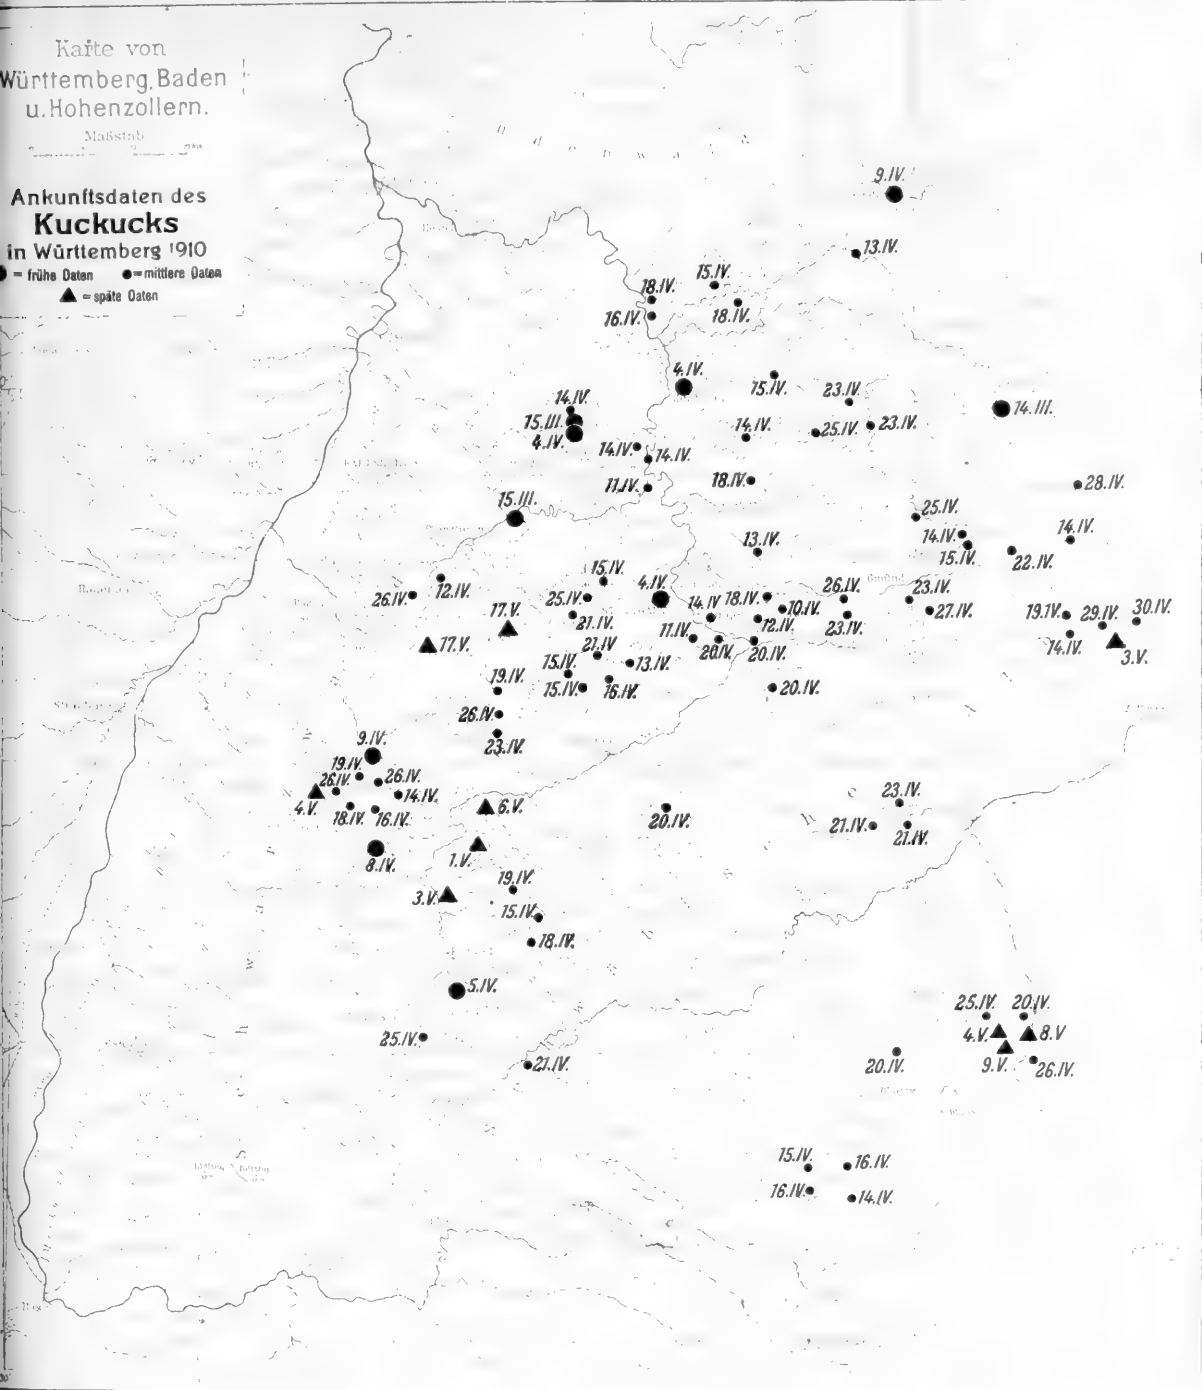 Karte von
Württemberg, Baden
u. Hohenzollern.
Maßstab
Ankunftsdaten des
Kuckucks
in Württemberg 1910
● = frühe Daten ● = mittlere Daten
▲ = späte Daten
9.IV.
13.IV.
15.IV.
18.IV.
16.IV.
18.IV.
4.IV.
15.IV.
23.IV.
14.III.
14.IV.
15.III.
4.IV.
14.IV.
25.IV.
23.IV.
14.IV.
14.IV.
11.IV.
18.IV.
28.IV.
15.III.
25.IV.
14.IV.
14.IV.
15.IV.
22.IV.
13.IV.
15.IV.
4.IV.
26.IV.
Gmünd
23.IV.
26.IV.
12.IV.
25.IV.
14.IV
18.IV.
10.IV.
27.IV.
19.IV.
29.IV.
30.IV.
17.V.
21.IV.
11.IV.
12.IV.
23.IV.
14.IV.
17.V.
21.IV
20.IV.
20.IV.
3.V.
15.IV.
13.IV.
19.IV.
15.IV.
16.IV.
20.IV.
26.IV.
23.IV.
9.IV.
19.IV.
26.IV.
26.IV.
14.IV.
4.V.
18.IV.
16.IV.
6.V.
20.IV.
23.IV.
21.IV.
21.IV.
8.IV.
1.V.
19.IV.
3.V.
15.IV.
18.IV.
5.IV.
25.IV.
20.IV.
4.V.
8.V
25.IV.
21.IV.
20.IV.
9.V.
26.IV.
15.IV.
16.IV.
16.IV.
14.IV.